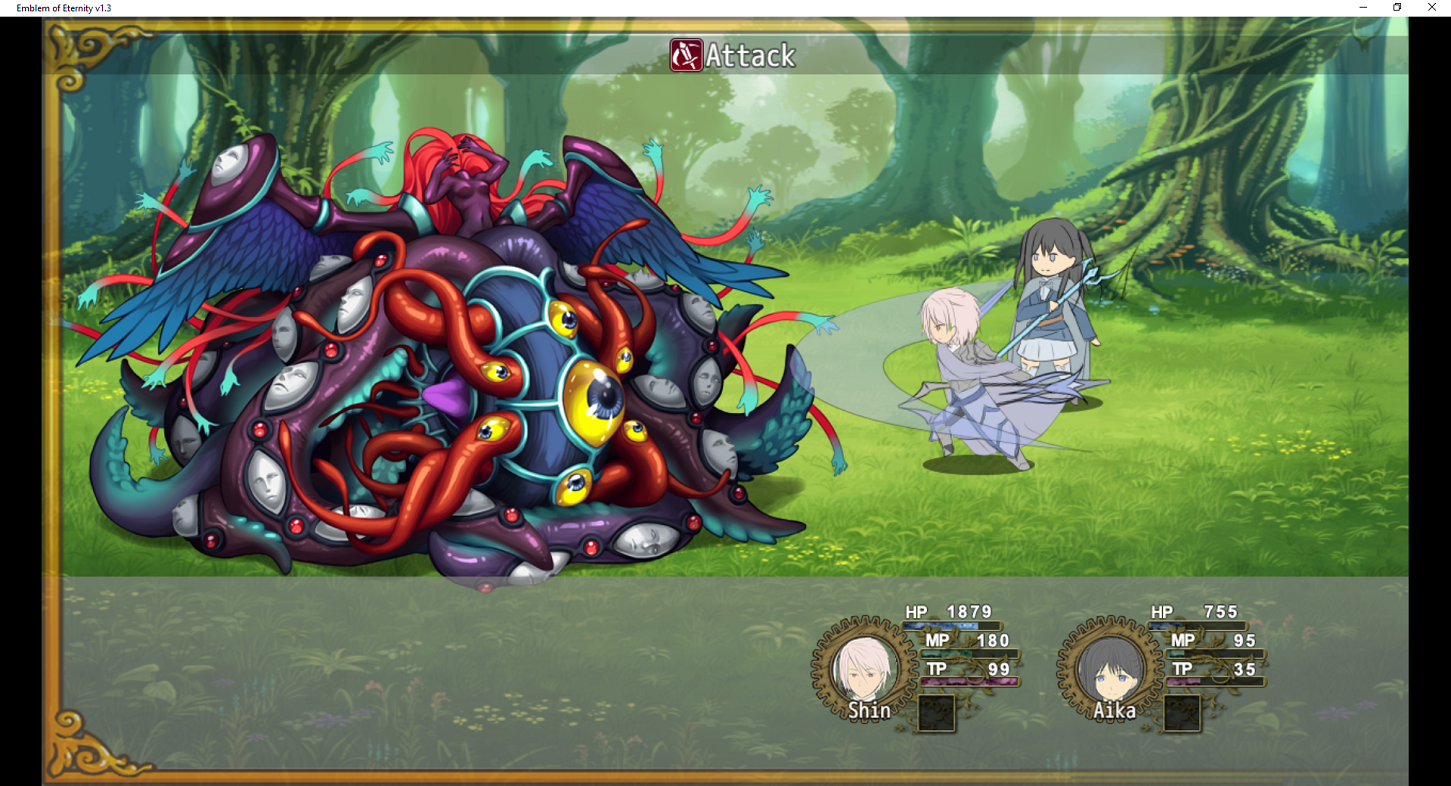 Emblem of Eternity v1.3
Attack
HP 1879
MP 180
TP 99
Shin
HP 755
MP 95
TP 35
Aika